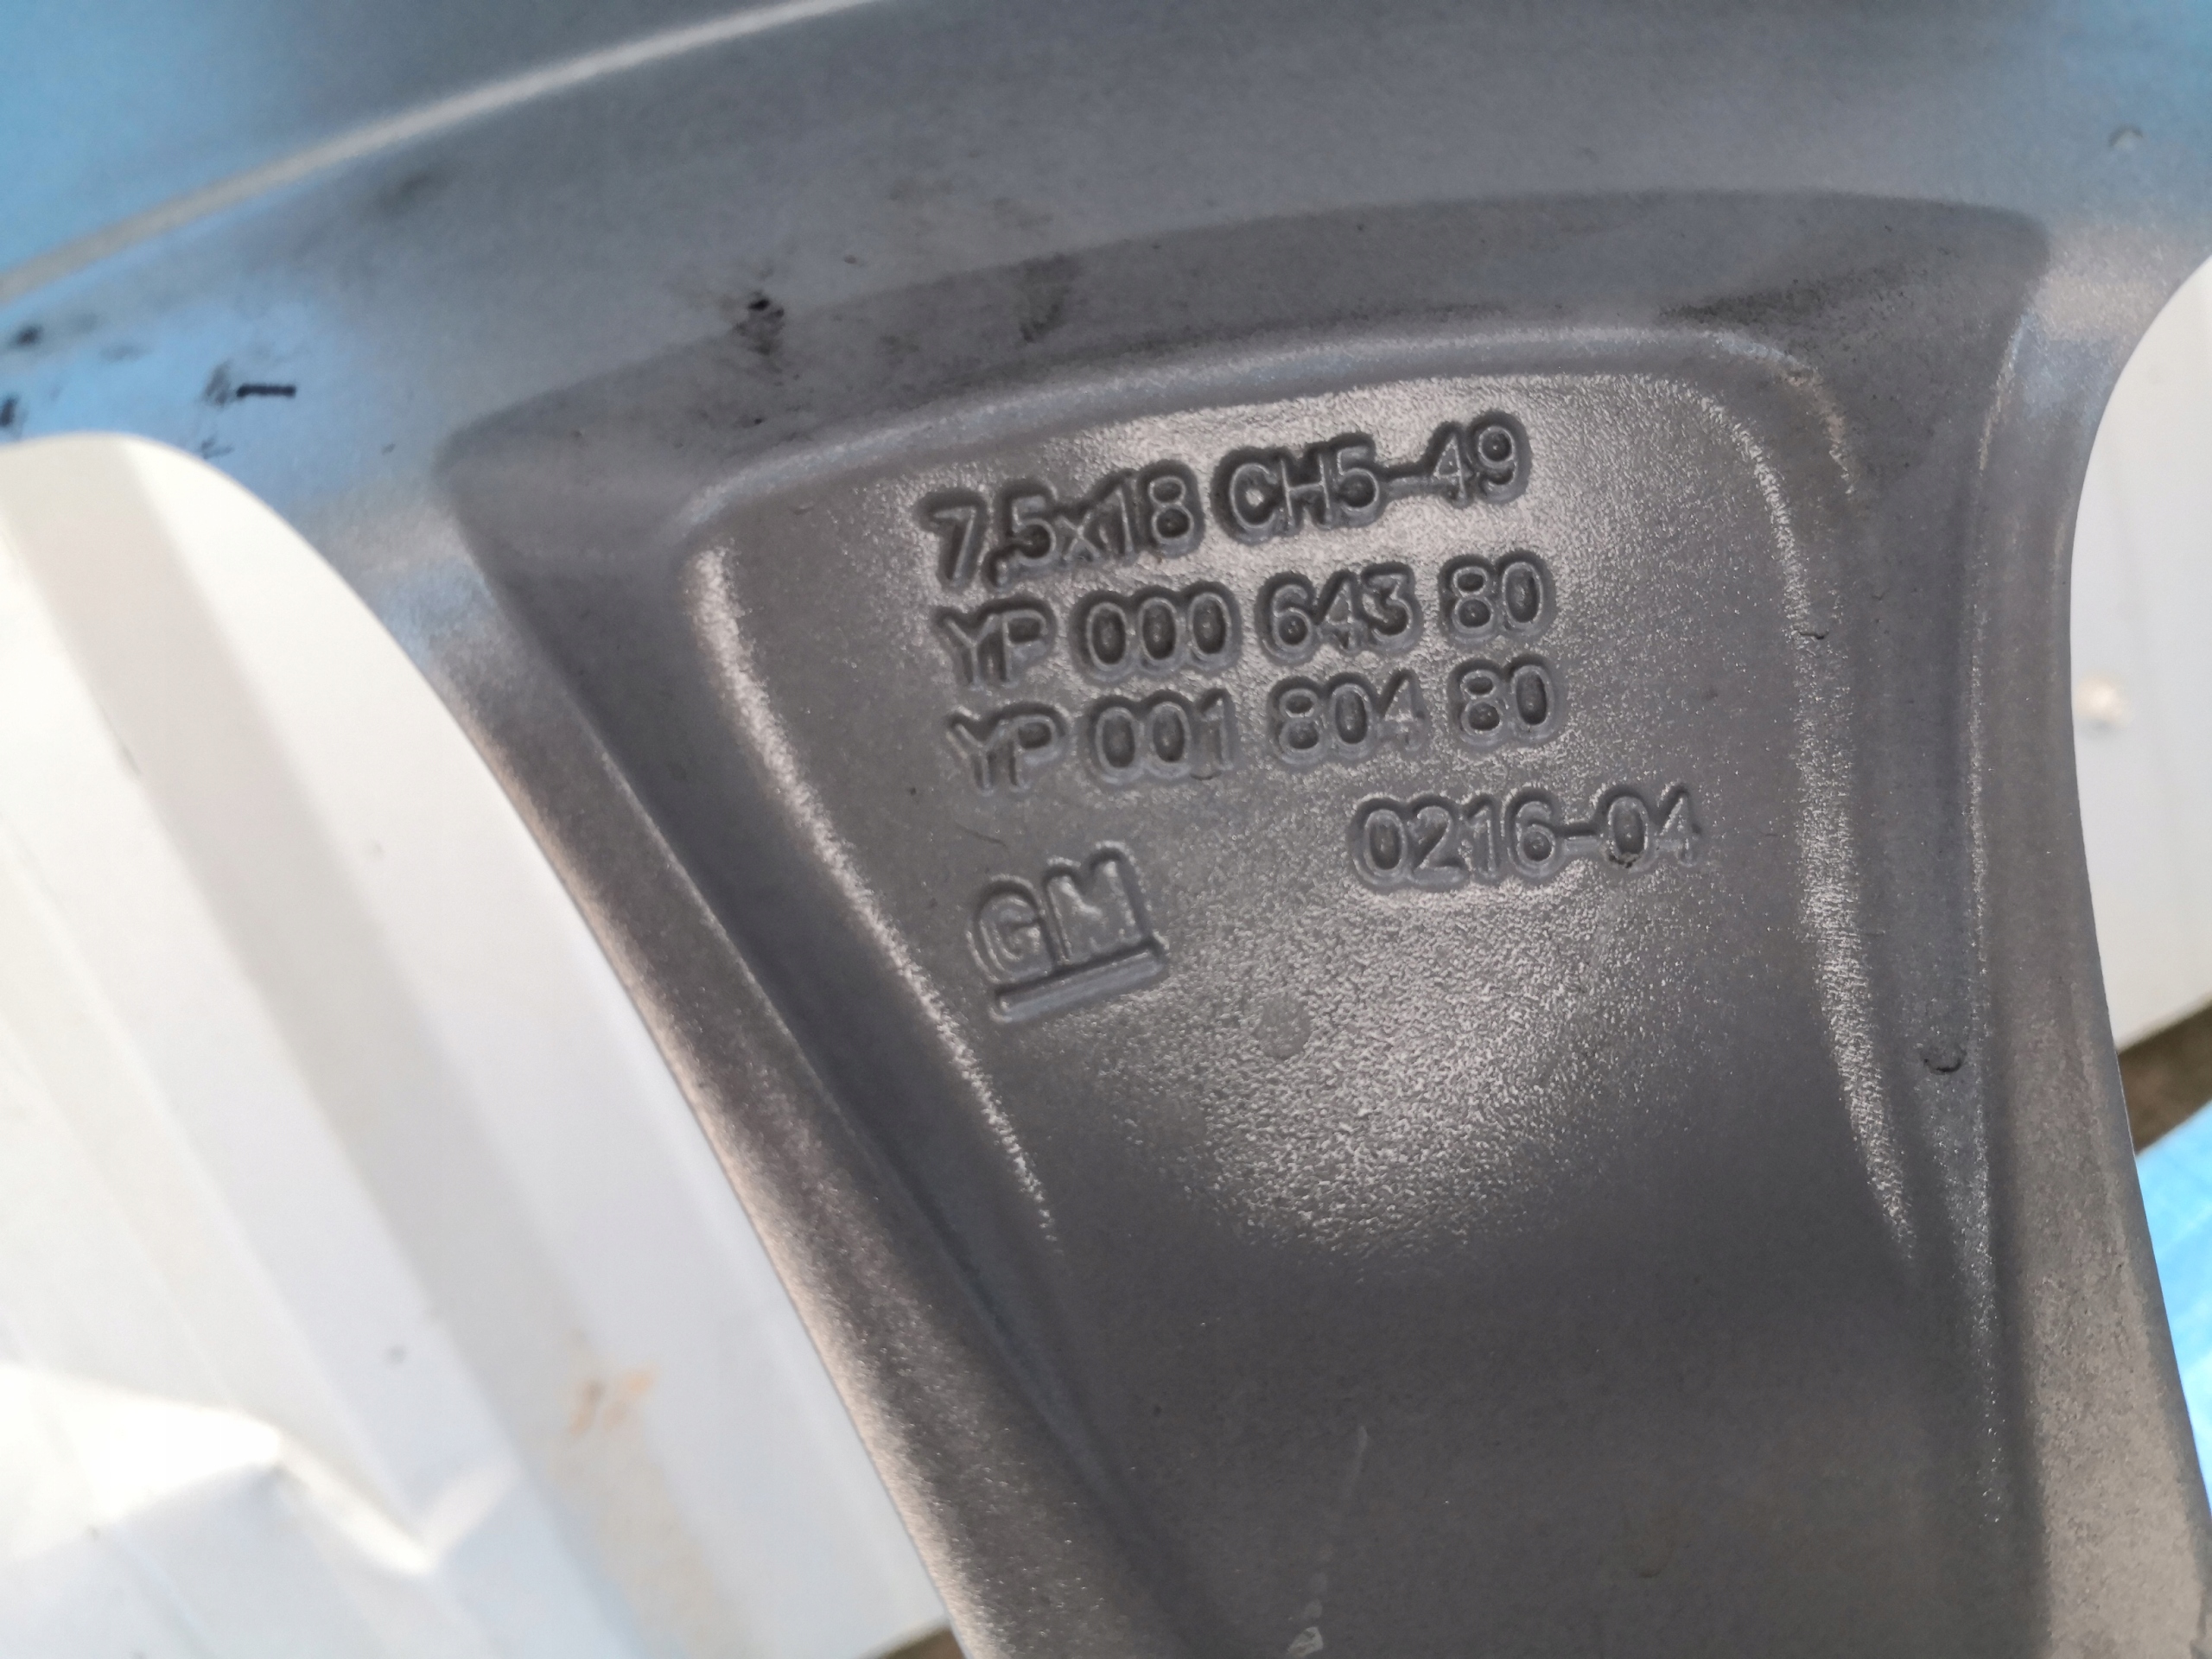 7,5x18 CH5-49
YP 000 643 80
YP 001 804 80
0216-04
GM